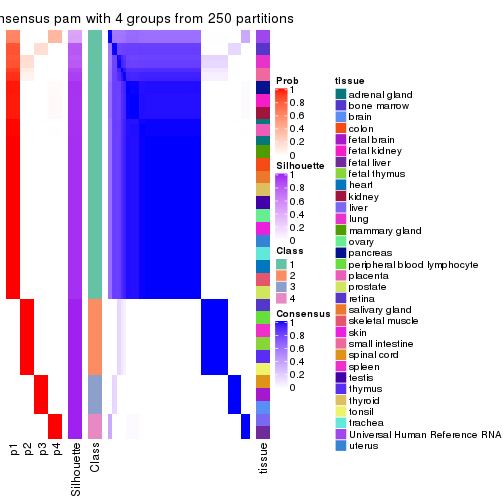 nsensus pam with 4 groups from 250 partitions
p1
p2
p3
p4
Silhouette
Class
tissue
Prob
1
0.8
0.6
0.4
0.2
0
Silhouette
1
0.8
0.6
0.4
0.2
0
Class
1
2
3
4
Consensus
1
0.8
0.6
0.4
0.2
0
tissue
adrenal gland
bone marrow
brain
colon
fetal brain
fetal kidney
fetal liver
fetal thymus
heart
kidney
liver
lung
mammary gland
ovary
pancreas
peripheral blood lymphocyte
placenta
prostate
retina
salivary gland
skeletal muscle
skin
small intestine
spinal cord
spleen
testis
thymus
thyroid
tonsil
trachea
Universal Human Reference RNA
uterus